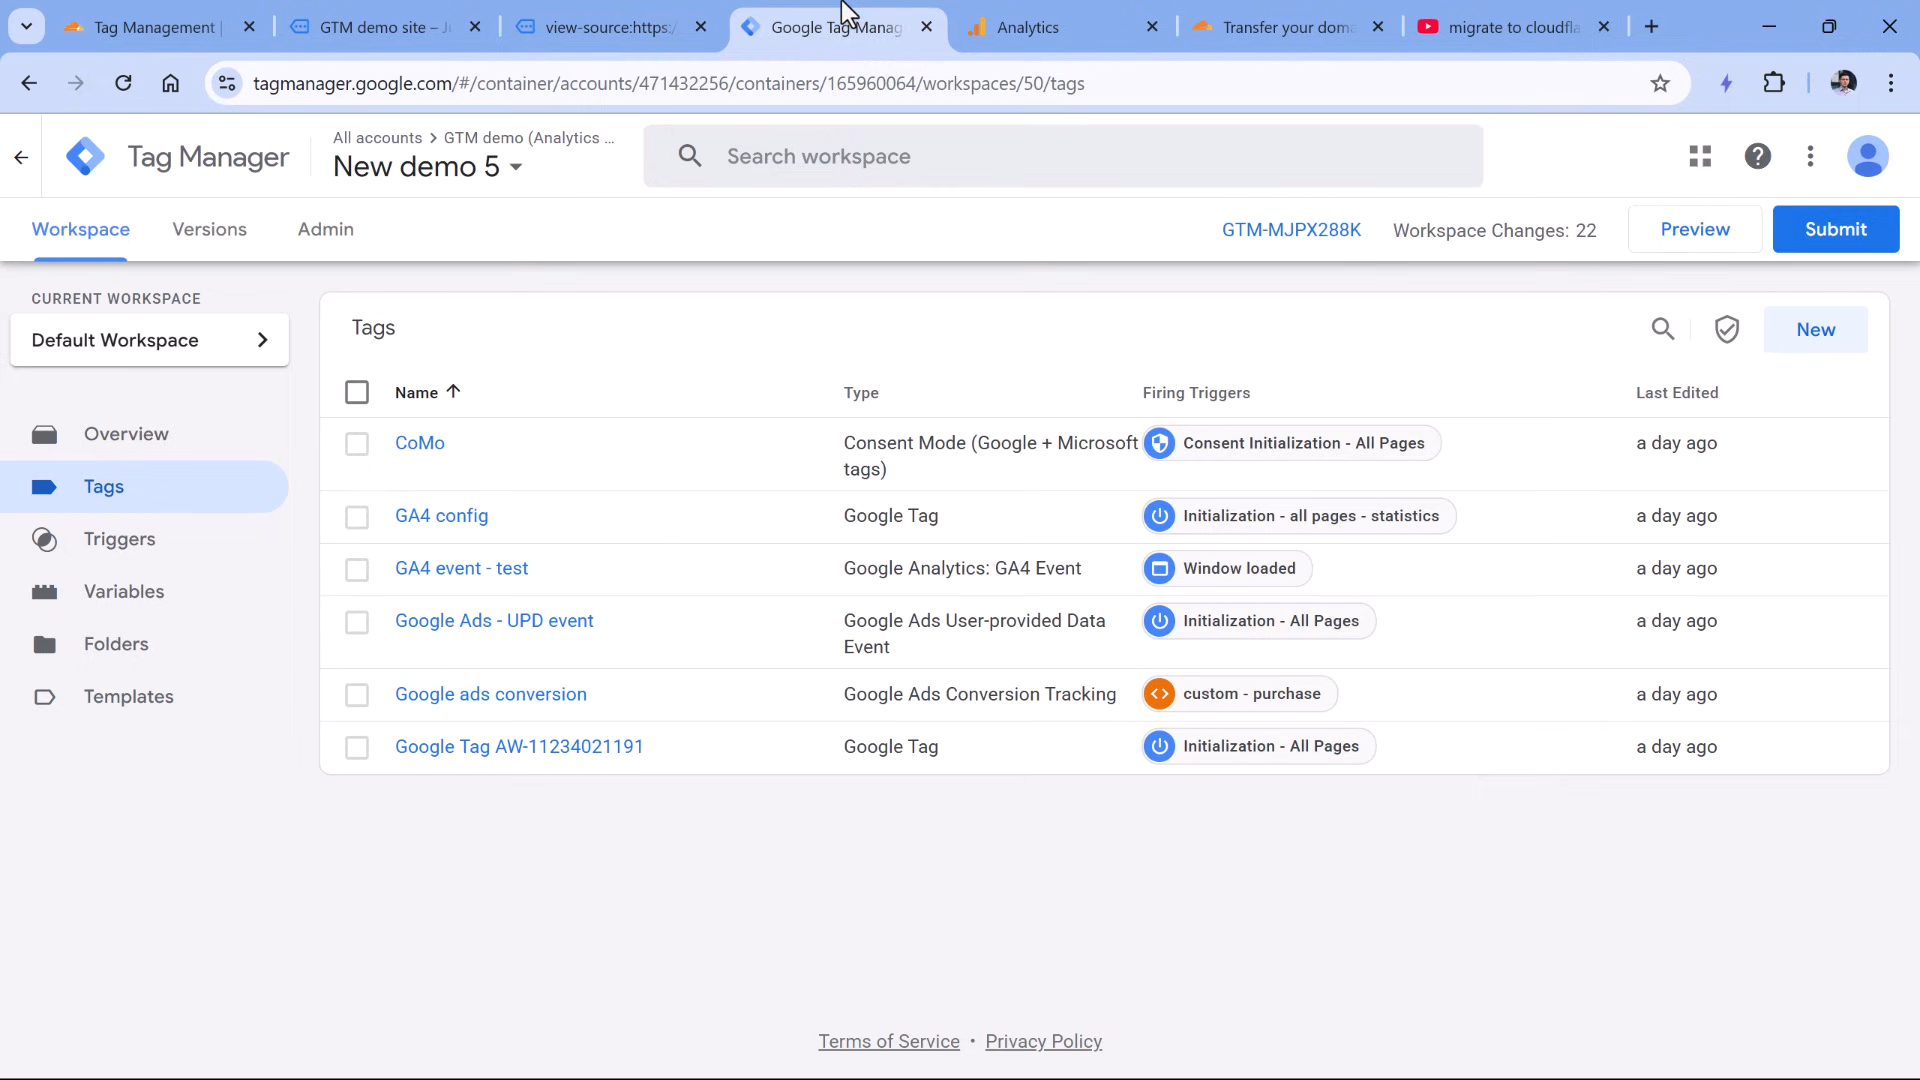 Tag Management |
GTM demo site – Ju
view-source:https:/
Google Tag Manag
Analytics
Transfer your doma
migrate to cloudfla
tagmanager.google.com/#/container/accounts/471432256/containers/165960064/workspaces/50/tags
Tag Manager
All accounts > GTM demo (Analytics ...
New demo 5
Search workspace
Workspace
Versions
Admin
GTM-MJPX288K
Workspace Changes: 22
Preview
Submit
CURRENT WORKSPACE
Default Workspace
Overview
Tags
Triggers
Variables
Folders
Templates
Tags
New
Name
Type
Firing Triggers
Last Edited
CoMo
Consent Mode (Google + Microsoft
tags)
Consent Initialization - All Pages
a day ago
GA4 config
Google Tag
Initialization - all pages - statistics
a day ago
GA4 event - test
Google Analytics: GA4 Event
Window loaded
a day ago
Google Ads - UPD event
Google Ads User-provided Data
Event
Initialization - All Pages
a day ago
Google ads conversion
Google Ads Conversion Tracking
custom - purchase
a day ago
Google Tag AW-11234021191
Google Tag
Initialization - All Pages
a day ago
Terms of Service • Privacy Policy